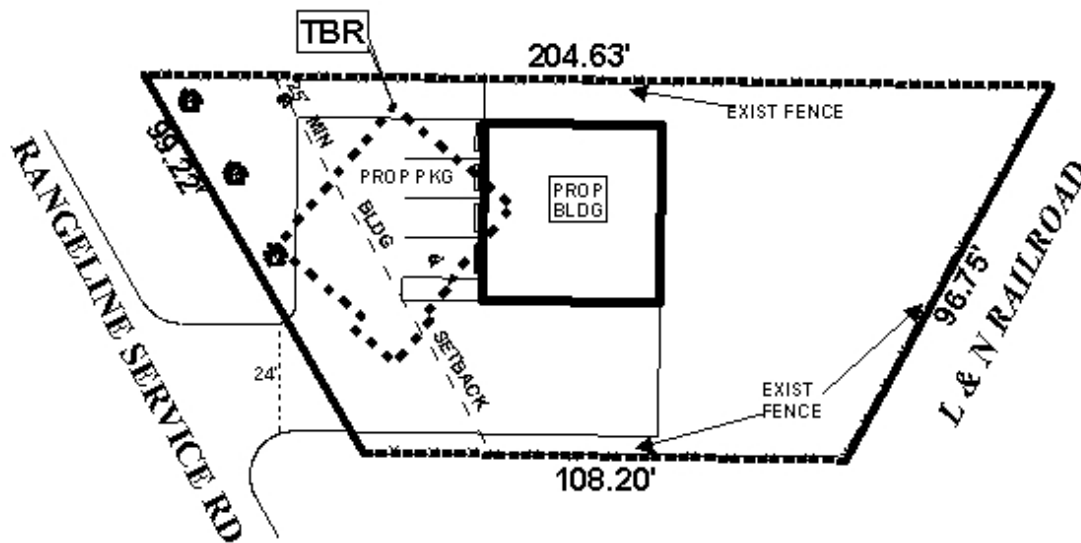 TBR
204.63'
EXIST FENCE
25'
MIN
BLDG
SETBACK
99.22'
PROP PKG
PROP
BLDG
RANGELINE SERVICE RD
L & N RAILROAD
96.75'
24'
EXIST
FENCE
108.20'